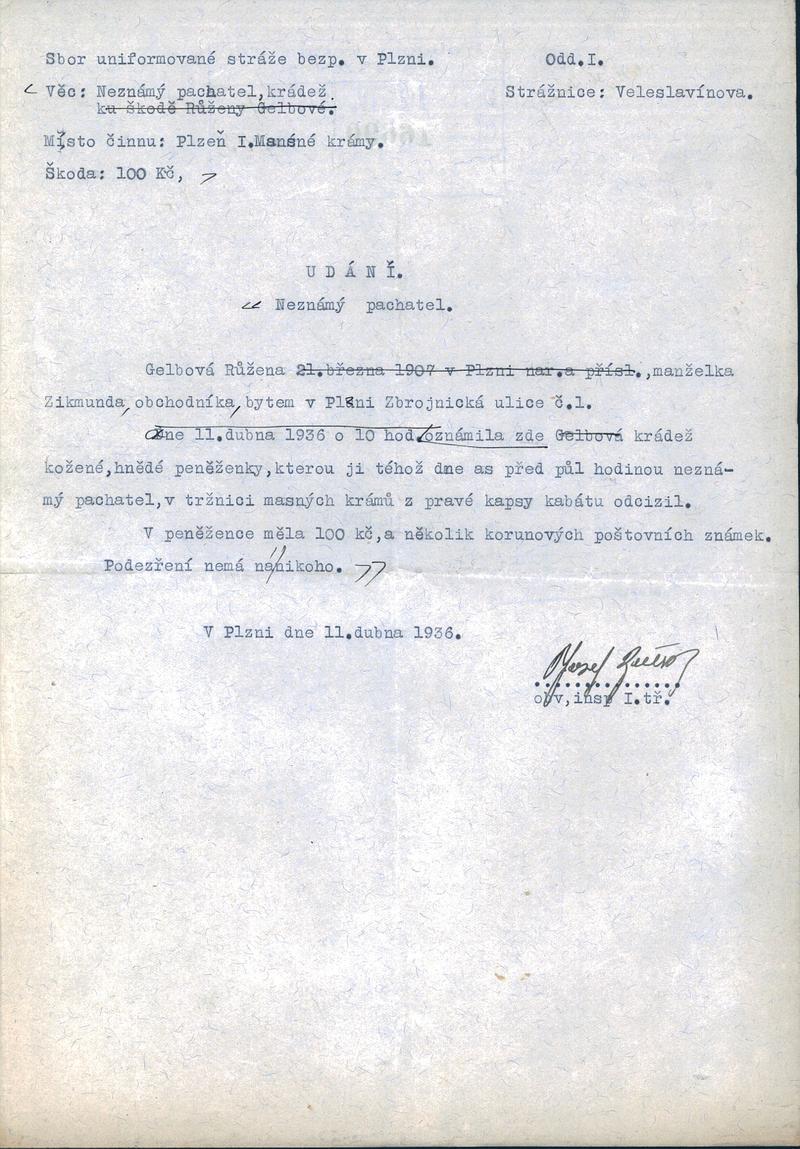 Sbor uniformované stráže bezp. v Plzni. Odd.I.
Věc: Neznámý pachatel,krádež Strážnice: Veleslavínova.
ku škodě Růženy Gelbové.
Místo činnu: Plzeň I.Masné krámy.
Škoda: 100 Kč,
UDÁNÍ.
Neznámý pachatel.
Gelbová Růžena 21.března 1907 v Plzni nar.a přísl.,manželka
Zikmunda,obchodníka,bytem v Plzni Zbrojnická ulice č.1.
Dne 11.dubna 1936 o 10 hod.oznámila zde Gelbová krádež
kožené,hnědé peněženky,kterou ji téhož dne as před půl hodinou nezná-
mý pachatel,v tržnici masných krámů z pravé kapsy kabátu odcizil.
V peněžence měla 100 kč,a několik korunových poštovních známek.
Podezření nemá na nikoho.
V Plzni dne 11.dubna 1936.
Josef
obv,insp I.tř.